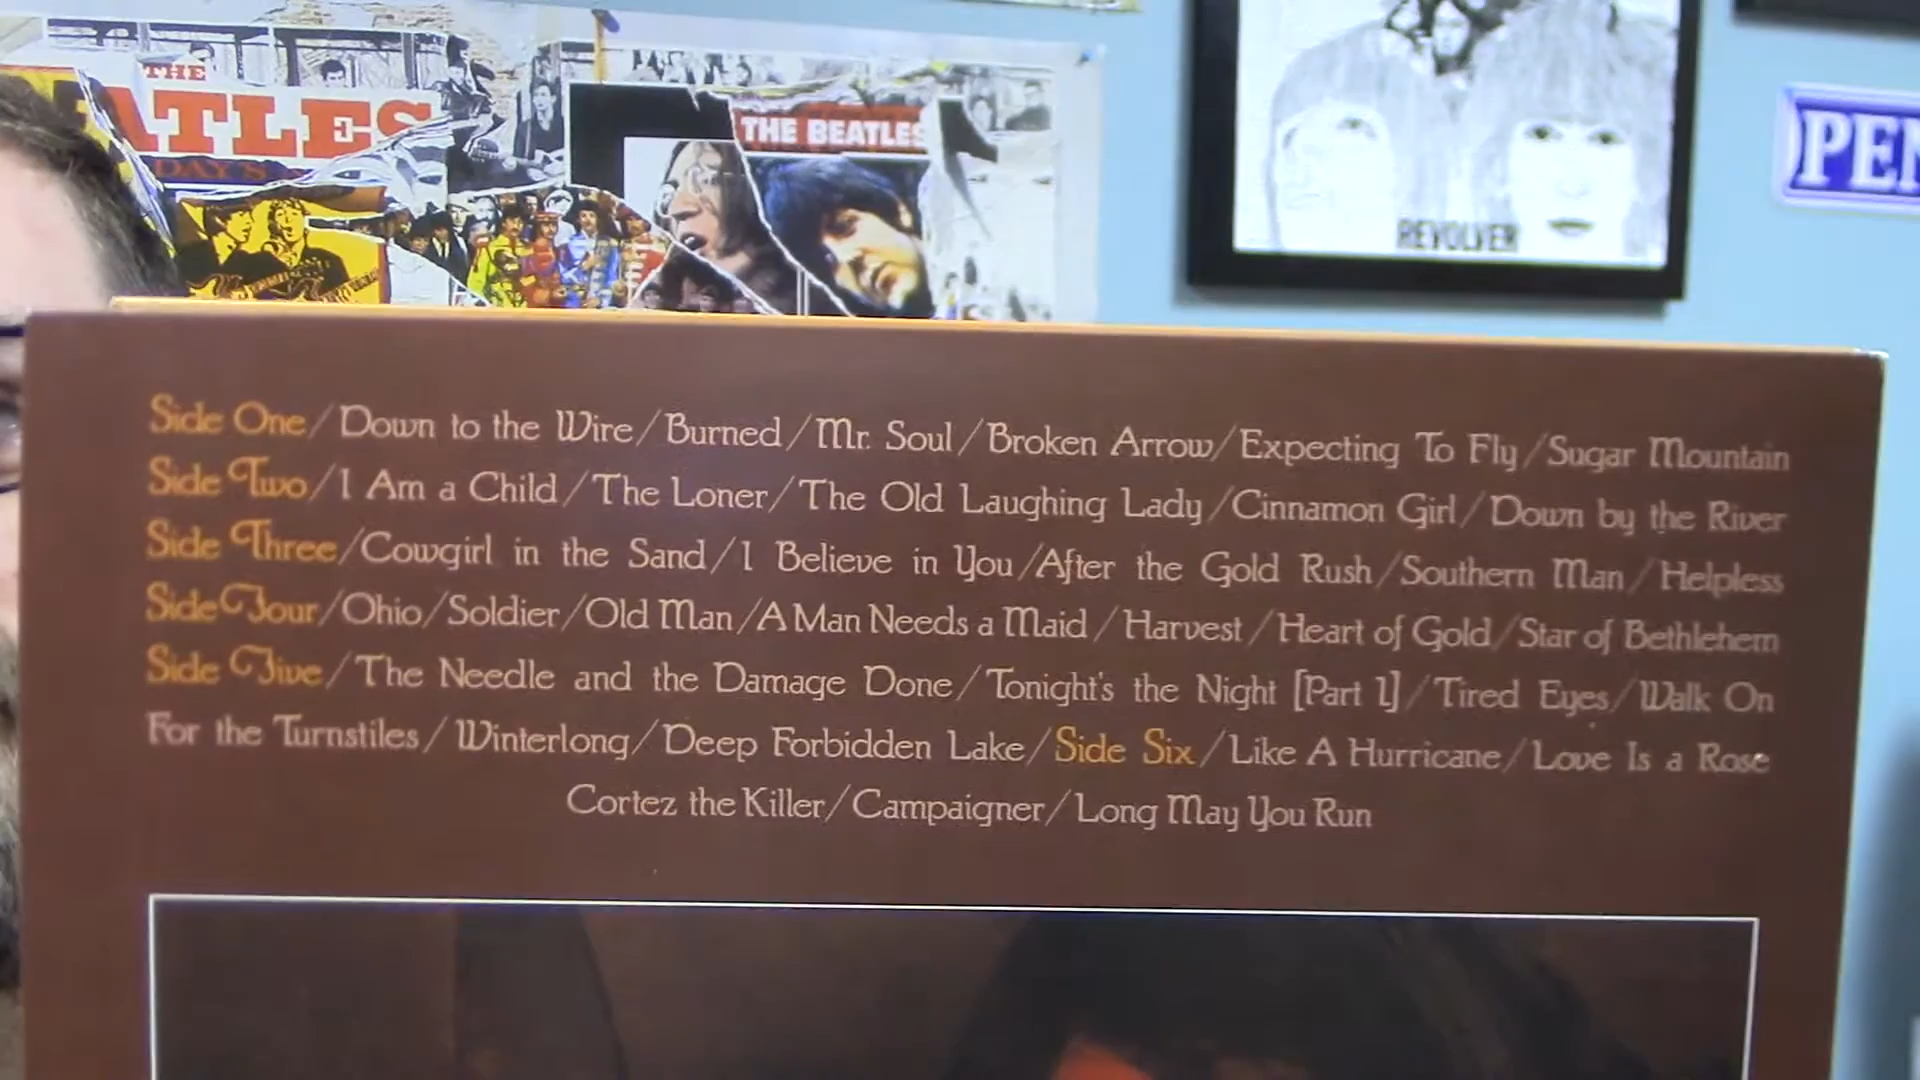 THE
ATLES
DAY'S
THE BEATLES
REVOLVER
PEN
Side One/Down to the Wire/Burned/Mr. Soul/Broken Arrow/Expecting To Fly/Sugar Mountain
Side Two/I Am a Child/The Loner/The Old Laughing Lady/Cinnamon Girl/Down by the River
Side Three/Cowgirl in the Sand/I Believe in You/After the Gold Rush/Southern Man/Helpless
Side Four/Ohio/Soldier/Old Man/A Man Needs a Maid/Harvest/Heart of Gold/Star of Bethlehem
Side Five/The Needle and the Damage Done/Tonight's the Night [Part 1]/Tired Eyes/Walk On
For the Turnstiles/Winterlong/Deep Forbidden Lake/Side Six/Like A Hurricane/Love Is a Rose
Cortez the Killer/Campaigner/Long May You Run